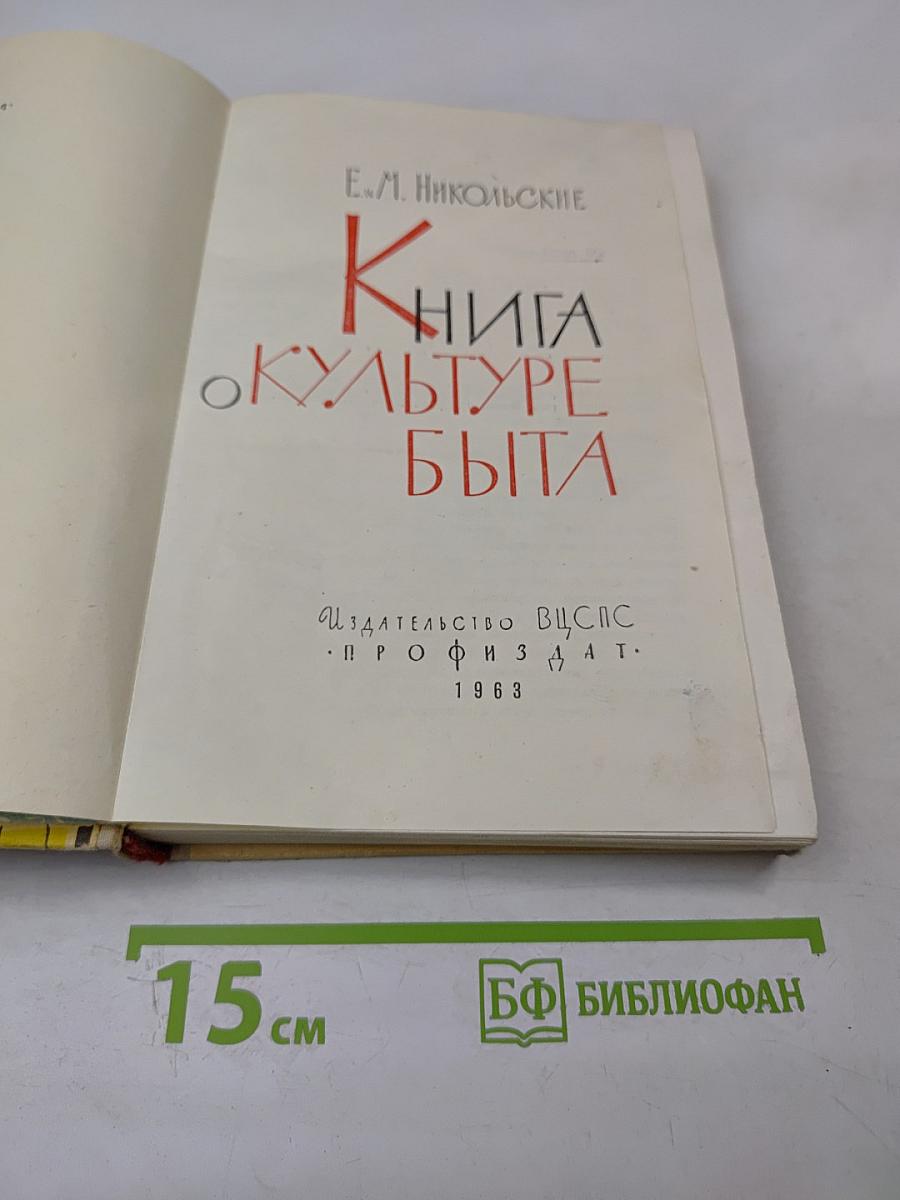 Е. и М. Никольские
Книга
о культуре
быта
Издательство ВЦСПС
·ПРОФИЗДАТ·
1963
15 см
БФ БИБЛИОФАН